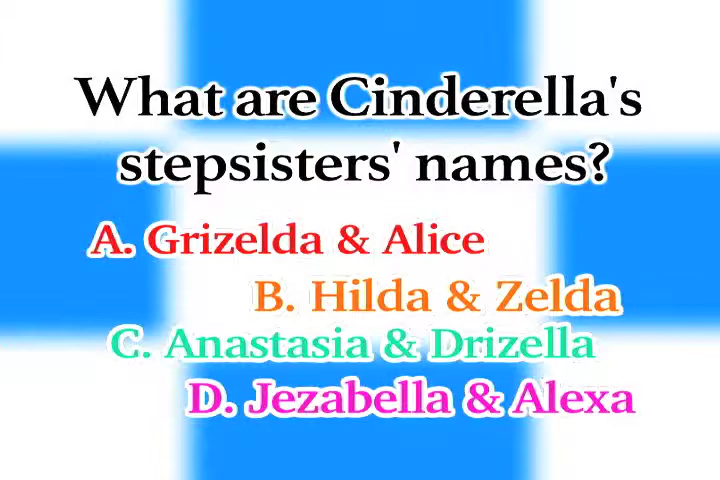 What are Cinderella's
stepsisters' names?
A. Grizelda & Alice
B. Hilda & Zelda
C. Anastasia & Drizella
D. Jezabella & Alexa